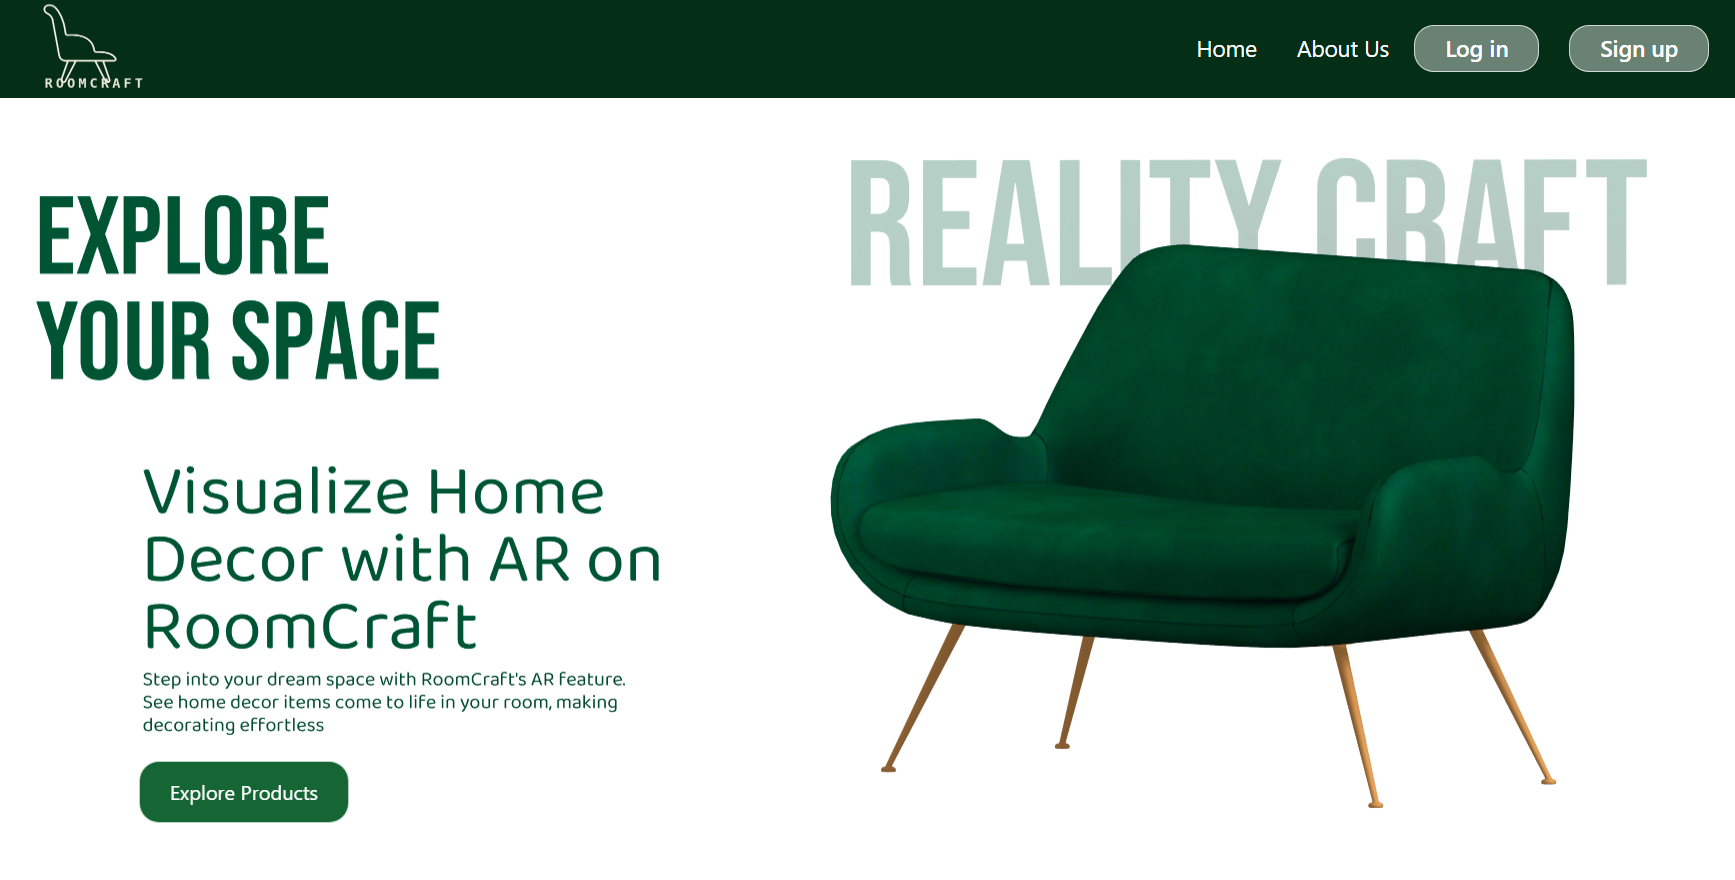 ROOMCRAFT
Home
About Us
Log in
Sign up
EXPLORE
YOUR SPACE
REALITY CRAFT
Visualize Home
Decor with AR on
RoomCraft
Step into your dream space with RoomCraft's AR feature.
See home decor items come to life in your room, making
decorating effortless
Explore Products